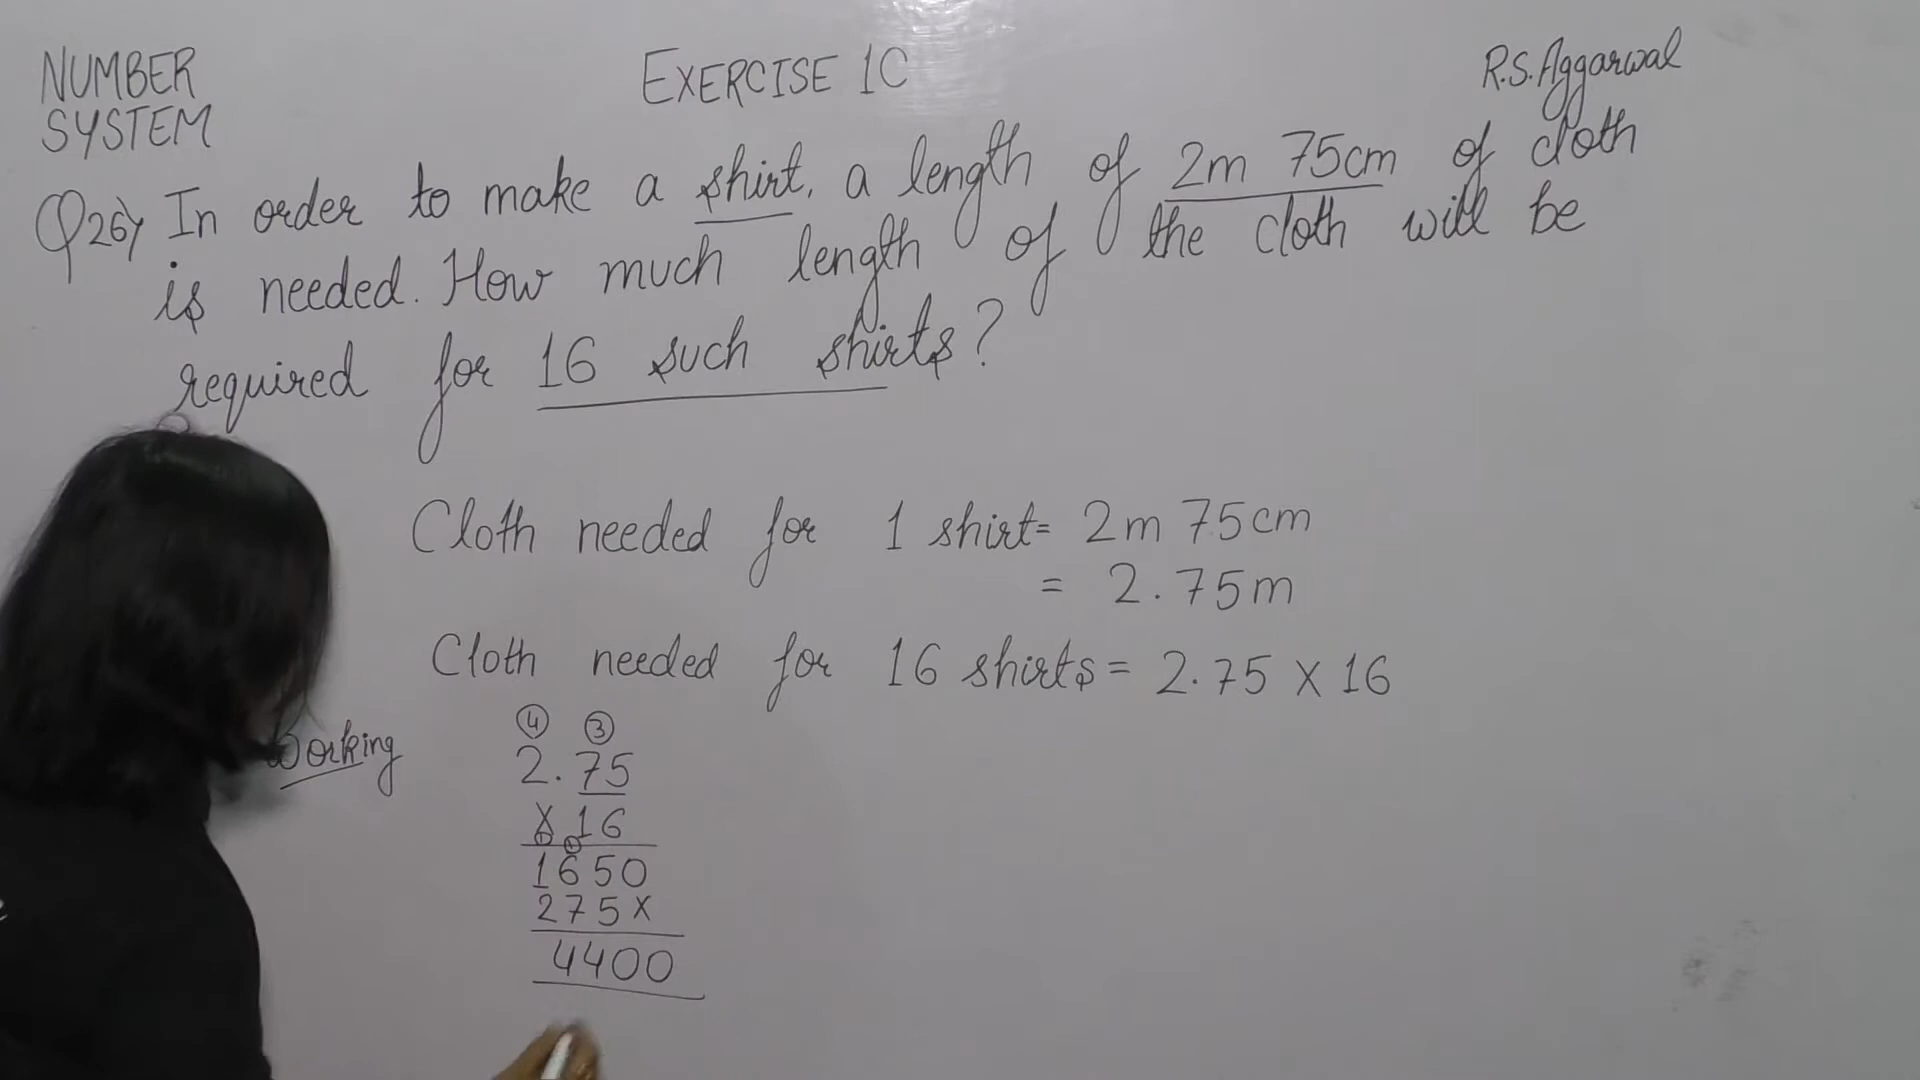 NUMBER
SYSTEM
EXERCISE 1C
R.S. Aggarwal
Q26) In order to make a shirt, a length of 2m 75cm of cloth
is needed. How much length of the cloth will be
required for 16 such shirts?
Cloth needed for 1 shirt = 2m 75cm
= 2.75m
Cloth needed for 16 shirts = 2.75 X 16
Working
4 3
2.75
X 16
1650
275X
4400